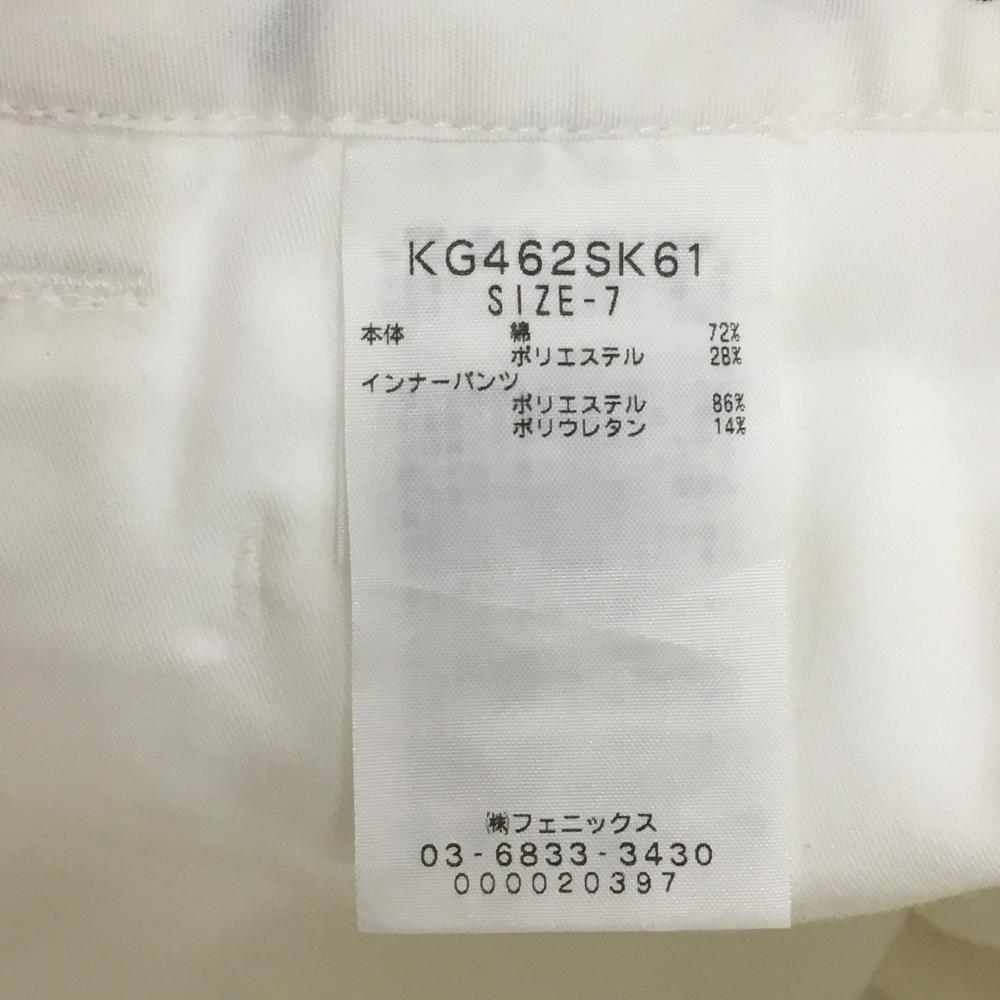 KG462SK61
SIZE-7
本体 綿 72%
ポリエステル 28%
インナーパンツ
ポリエステル 86%
ポリウレタン 14%
㈱フェニックス
03-6833-3430
000020397